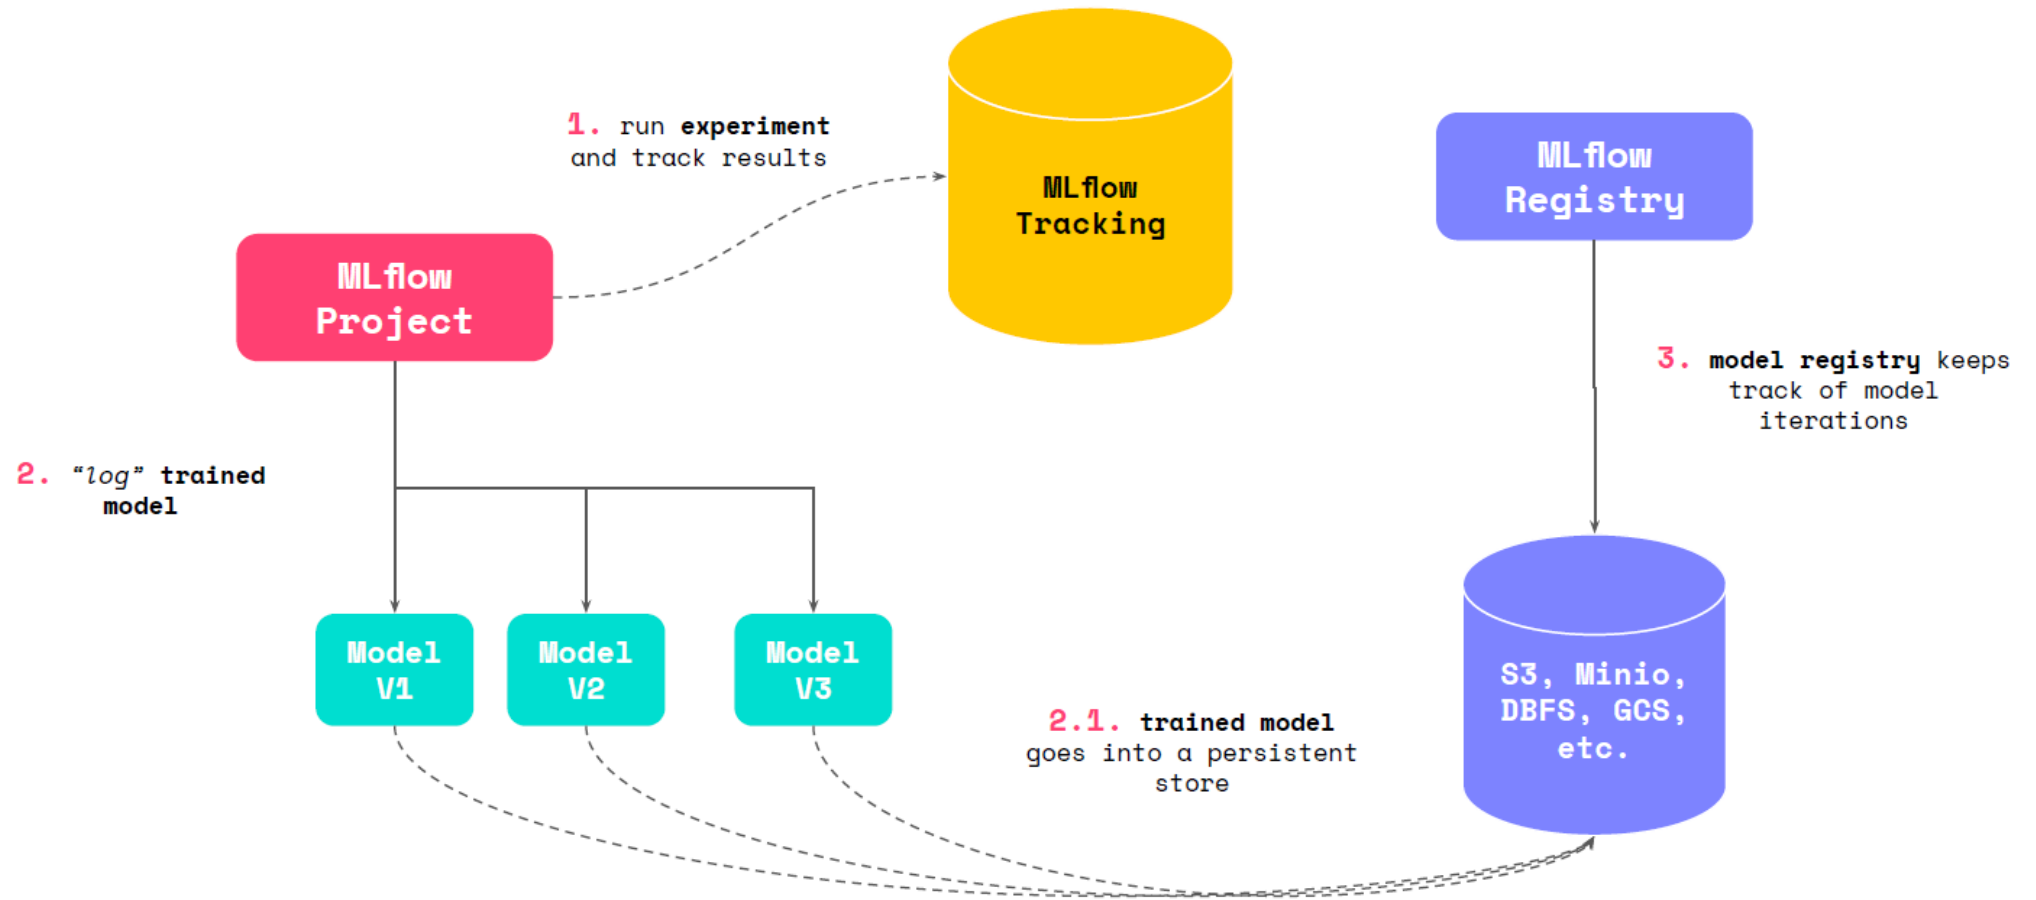 1. run experiment
and track results
MLflow
Tracking
MLflow
Registry
MLflow
Project
3. model registry keeps
track of model
iterations
2. “log” trained
model
Model
V1
Model
V2
Model
V3
2.1. trained model
goes into a persistent
store
S3, Minio,
DBFS, GCS,
etc.